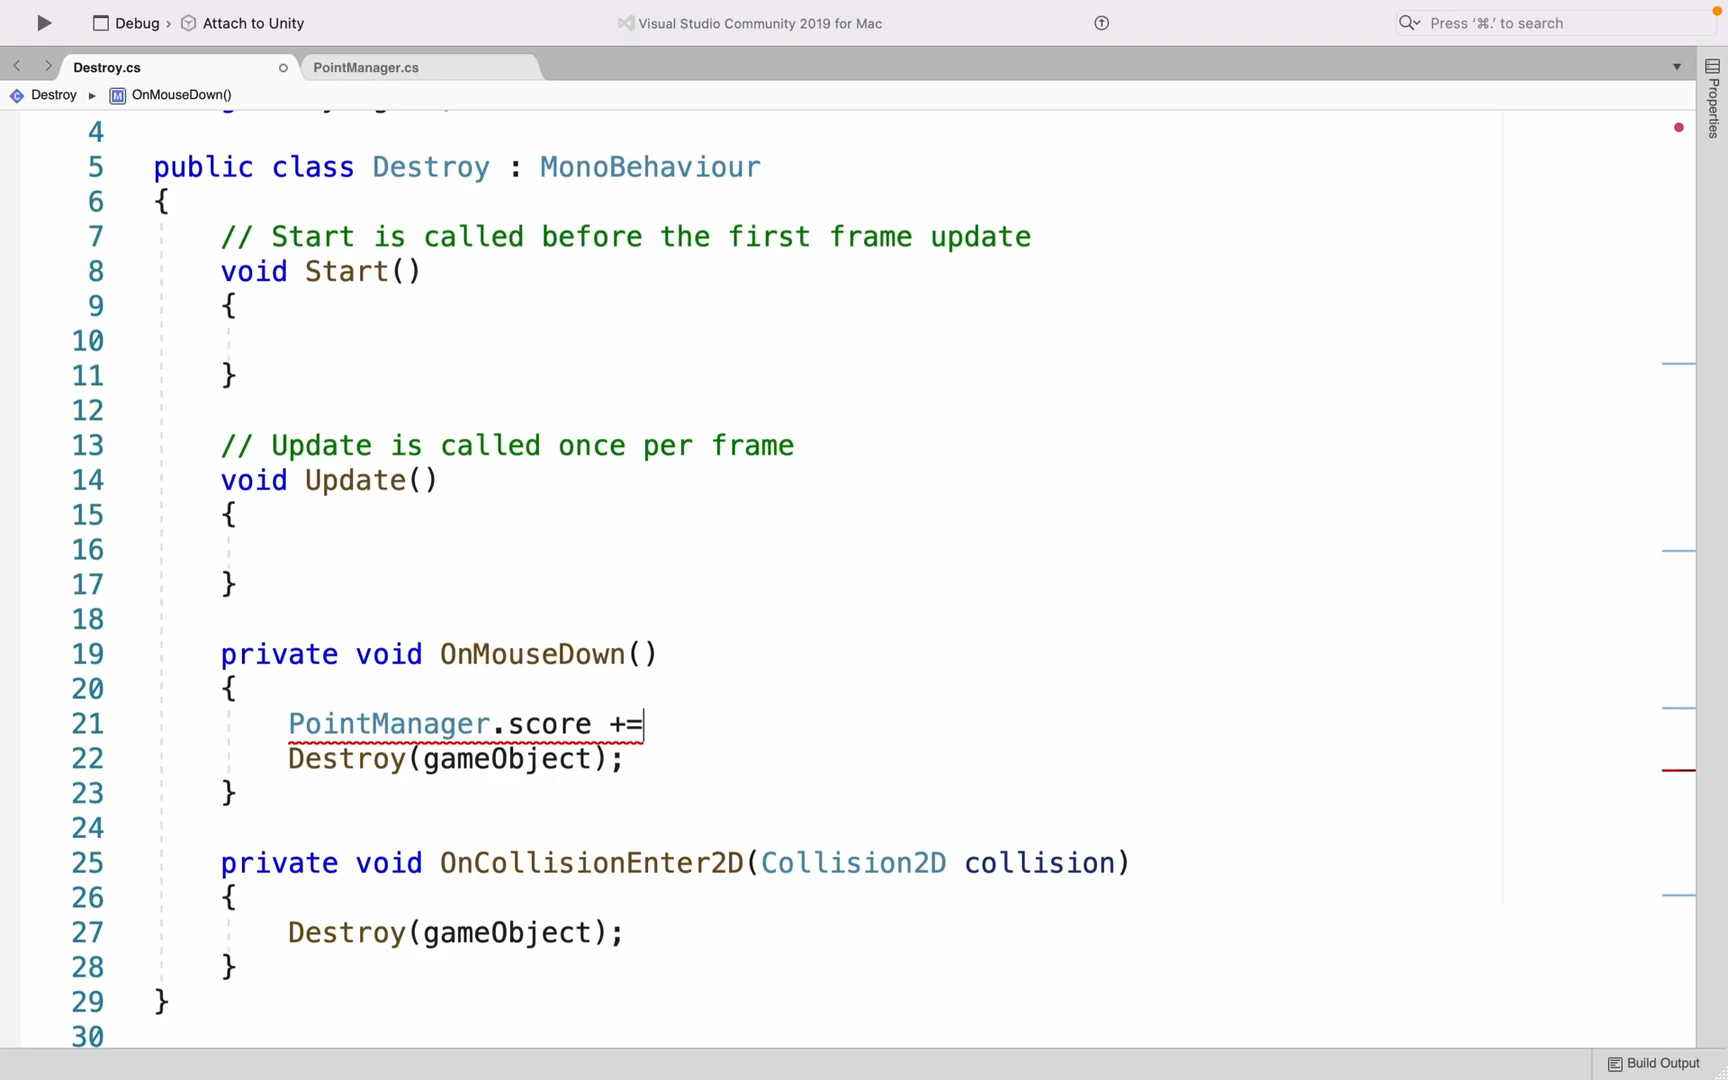 Debug › Attach to Unity
Visual Studio Community 2019 for Mac
Press ‘⌘.’ to search
Destroy.cs
PointManager.cs
Properties
Destroy ▸ M OnMouseDown()
4
5 public class Destroy : MonoBehaviour
6 {
7 // Start is called before the first frame update
8 void Start()
9 {
10
11 }
12
13 // Update is called once per frame
14 void Update()
15 {
16
17 }
18
19 private void OnMouseDown()
20 {
21 PointManager.score +=
22 Destroy(gameObject);
23 }
24
25 private void OnCollisionEnter2D(Collision2D collision)
26 {
27 Destroy(gameObject);
28 }
29 }
30
Build Output